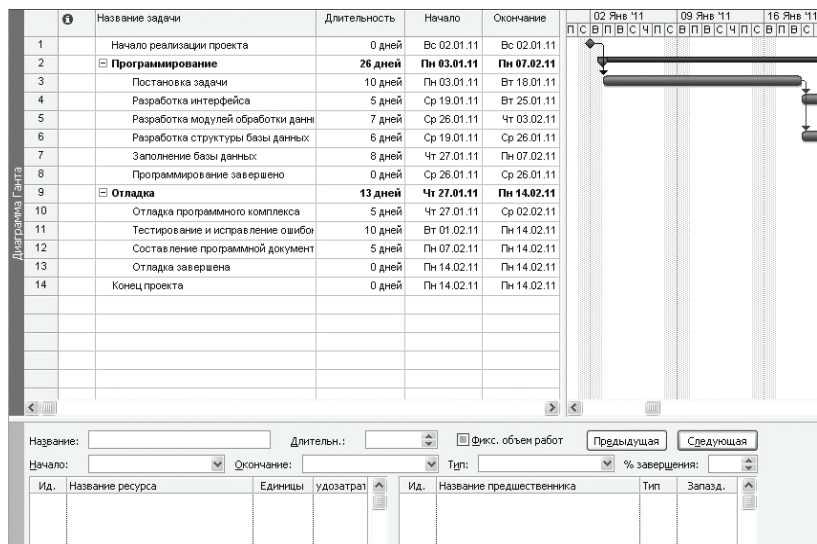 Название задачи Длительность Начало Окончание 02 Янв '11 09 Янв '11 16 Янв '11
П С В П В С Ч П С В П В С Ч П С В П В С
1 Начало реализации проекта 0 дней Вс 02.01.11 Вс 02.01.11
2 Программирование 26 дней Пн 03.01.11 Пн 07.02.11
3 Постановка задачи 10 дней Пн 03.01.11 Вт 18.01.11
4 Разработка интерфейса 5 дней Ср 19.01.11 Вт 25.01.11
5 Разработка модулей обработки данн 7 дней Ср 26.01.11 Чт 03.02.11
6 Разработка структуры базы данных 6 дней Ср 19.01.11 Ср 26.01.11
7 Заполнение базы данных 8 дней Чт 27.01.11 Пн 07.02.11
8 Программирование завершено 0 дней Ср 26.01.11 Ср 26.01.11
9 Отладка 13 дней Чт 27.01.11 Пн 14.02.11
10 Отладка программного комплекса 5 дней Чт 27.01.11 Ср 02.02.11
11 Тестирование и исправление ошибо 10 дней Вт 01.02.11 Пн 14.02.11
12 Составление программной документ 5 дней Пн 07.02.11 Пн 14.02.11
13 Отладка завершена 0 дней Пн 14.02.11 Пн 14.02.11
14 Конец проекта 0 дней Пн 14.02.11 Пн 14.02.11
Диаграмма Ганта
Название: Длительн.: Фикс. объем работ Предыдущая Следующая
Начало: Окончание: Тип: % завершения:
Ид. Название ресурса Единицы удозатрат Ид. Название предшественника Тип Запазд.